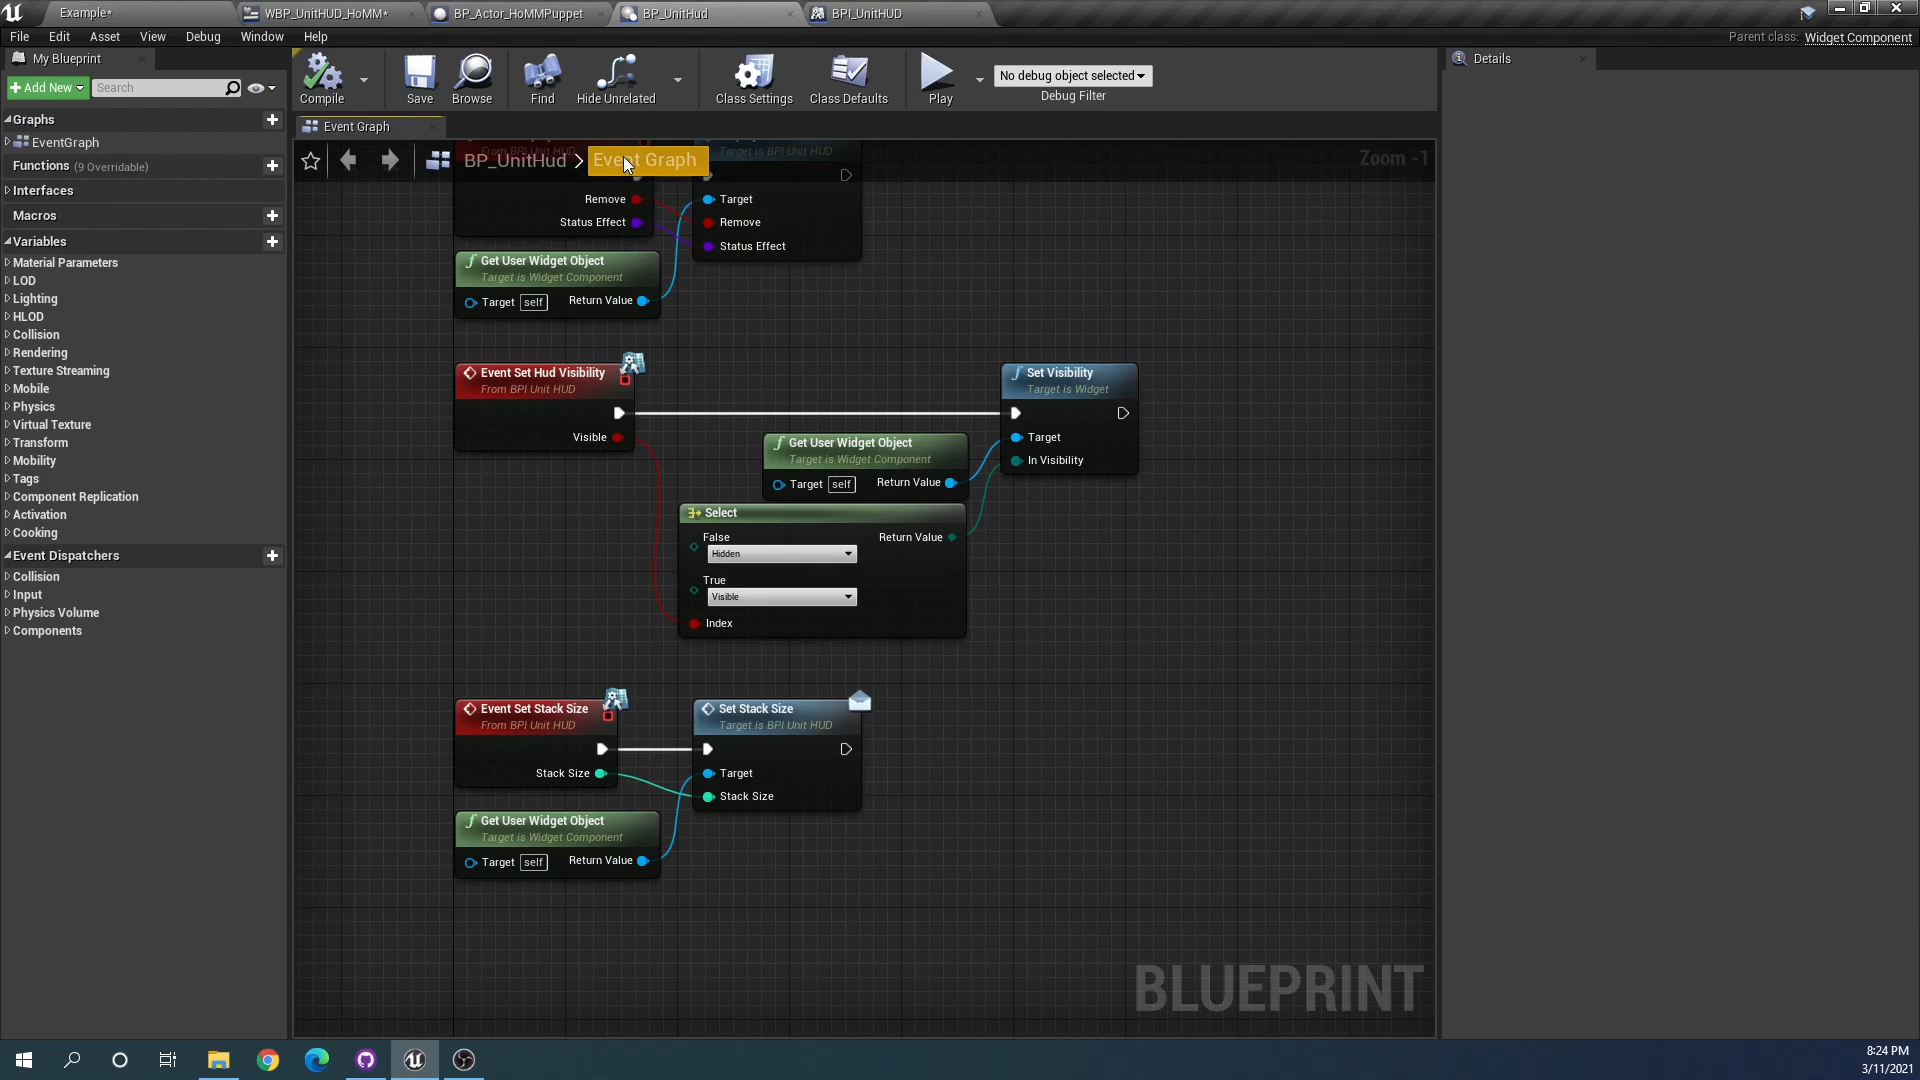 Example*
WBP_UnitHUD_HoMM*
BP_Actor_HoMMPuppet
BP_UnitHud
BPI_UnitHUD
File Edit Asset View Debug Window Help
Parent class: Widget Component
My Blueprint
Details
Add New
Search
Compile
Save
Browse
Find
Hide Unrelated
Class Settings
Class Defaults
Play
No debug object selected
Debug Filter
Graphs
EventGraph
Functions (9 Overridable)
Interfaces
Macros
Variables
Material Parameters
LOD
Lighting
HLOD
Collision
Rendering
Texture Streaming
Mobile
Physics
Virtual Texture
Transform
Mobility
Tags
Component Replication
Activation
Cooking
Event Dispatchers
Collision
Input
Physics Volume
Components
Event Graph
BP_UnitHud > Event Graph
Zoom -1
From BPI Unit HUD
Target is BPI Unit HUD
Remove
Status Effect
Target
Remove
Status Effect
Get User Widget Object
Target is Widget Component
Target self
Return Value
Event Set Hud Visibility
From BPI Unit HUD
Visible
Set Visibility
Target is Widget
Target
In Visibility
Get User Widget Object
Target is Widget Component
Target self
Return Value
Select
False
Hidden
Return Value
True
Visible
Index
Event Set Stack Size
From BPI Unit HUD
Stack Size
Set Stack Size
Target is BPI Unit HUD
Target
Stack Size
Get User Widget Object
Target is Widget Component
Target self
Return Value
BLUEPRINT
8:24 PM
3/11/2021